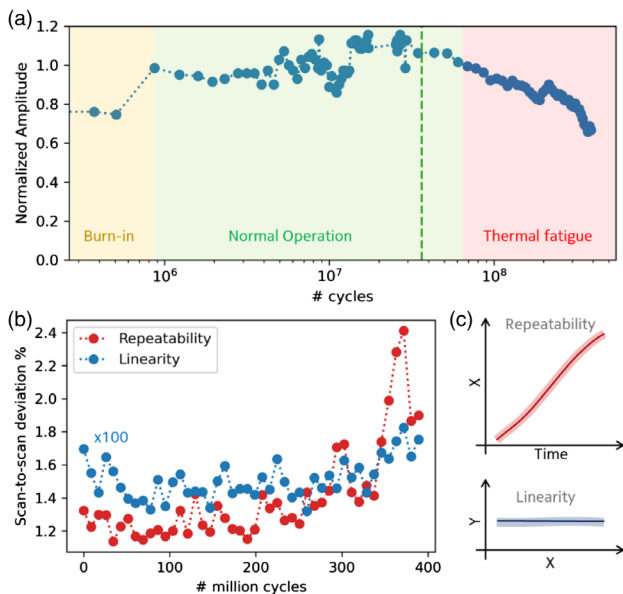 (a)
1.2
1.0
0.8
0.6
0.4
0.2
0.0
Normalized Amplitude
Burn-in
Normal Operation
Thermal fatigue
10⁶
10⁷
10⁸
# cycles
(b)
2.4
2.2
2.0
1.8
1.6
1.4
1.2
Scan-to-scan deviation %
Repeatability
Linearity
x100
0
100
200
300
400
# million cycles
(c)
Repeatability
X
Time
Linearity
Y
X